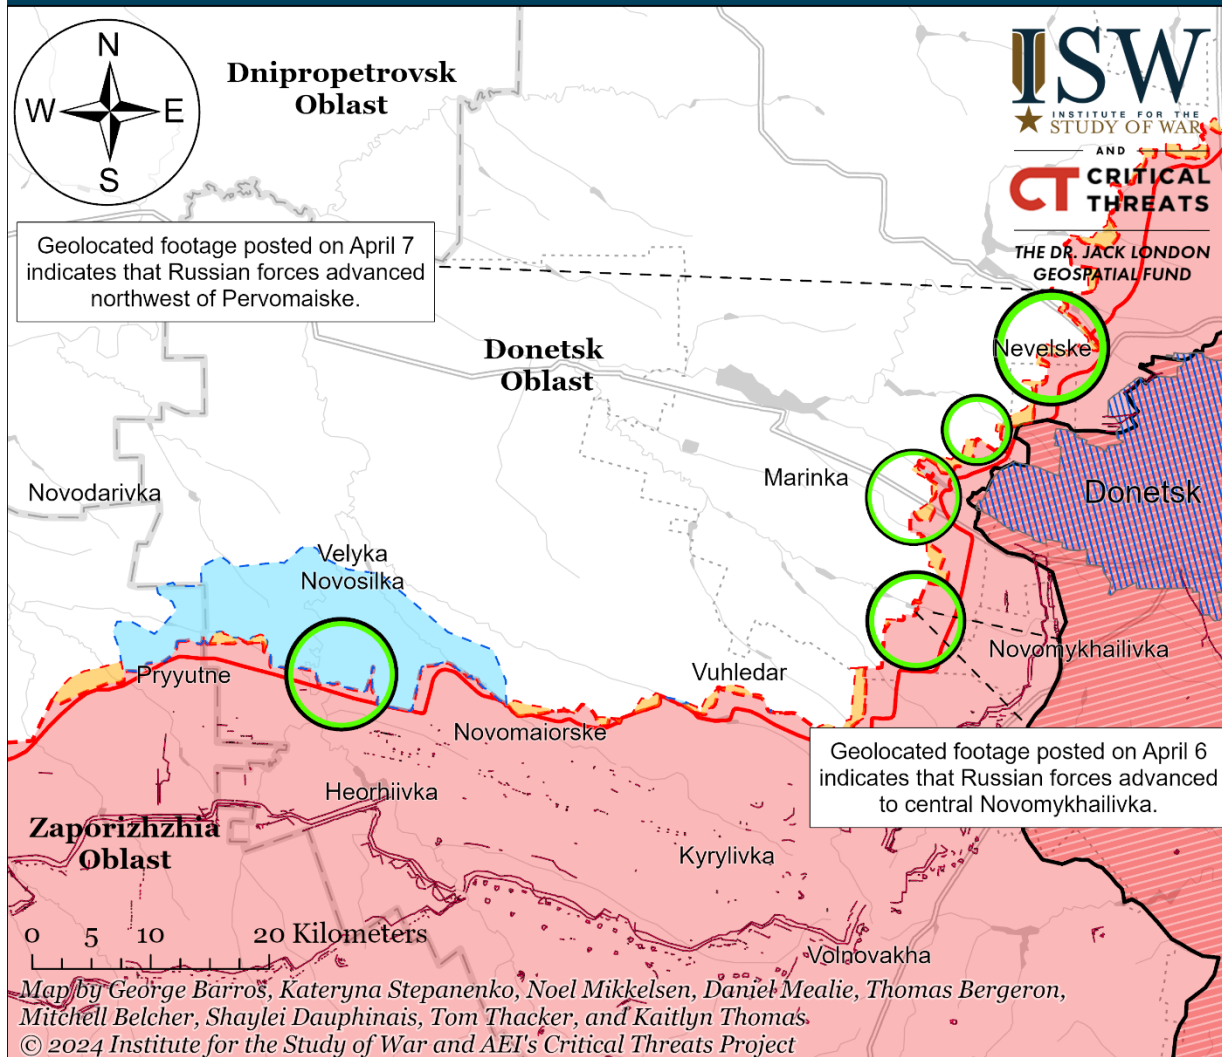 N
W
E
S
Dnipropetrovsk
Oblast
ISW
INSTITUTE FOR THE
STUDY OF WAR
AND
CT CRITICAL
THREATS
THE DR. JACK LONDON
GEOSPATIAL FUND
Geolocated footage posted on April 7
indicates that Russian forces advanced
northwest of Pervomaiske.
Donetsk
Oblast
Nevelske
Marinka
Donetsk
Novodarivka
Velyka
Novosilka
Novomykhailivka
Pryyutne
Vuhledar
Novomaiorske
Geolocated footage posted on April 6
indicates that Russian forces advanced
to central Novomykhailivka.
Heorhiivka
Zaporizhzhia
Oblast
Kyrylivka
0 5 10 20 Kilometers
Volnovakha
Map by George Barros, Kateryna Stepanenko, Noel Mikkelsen, Daniel Mealie, Thomas Bergeron,
Mitchell Belcher, Shaylei Dauphinais, Tom Thacker, and Kaitlyn Thomas
© 2024 Institute for the Study of War and AEI's Critical Threats Project